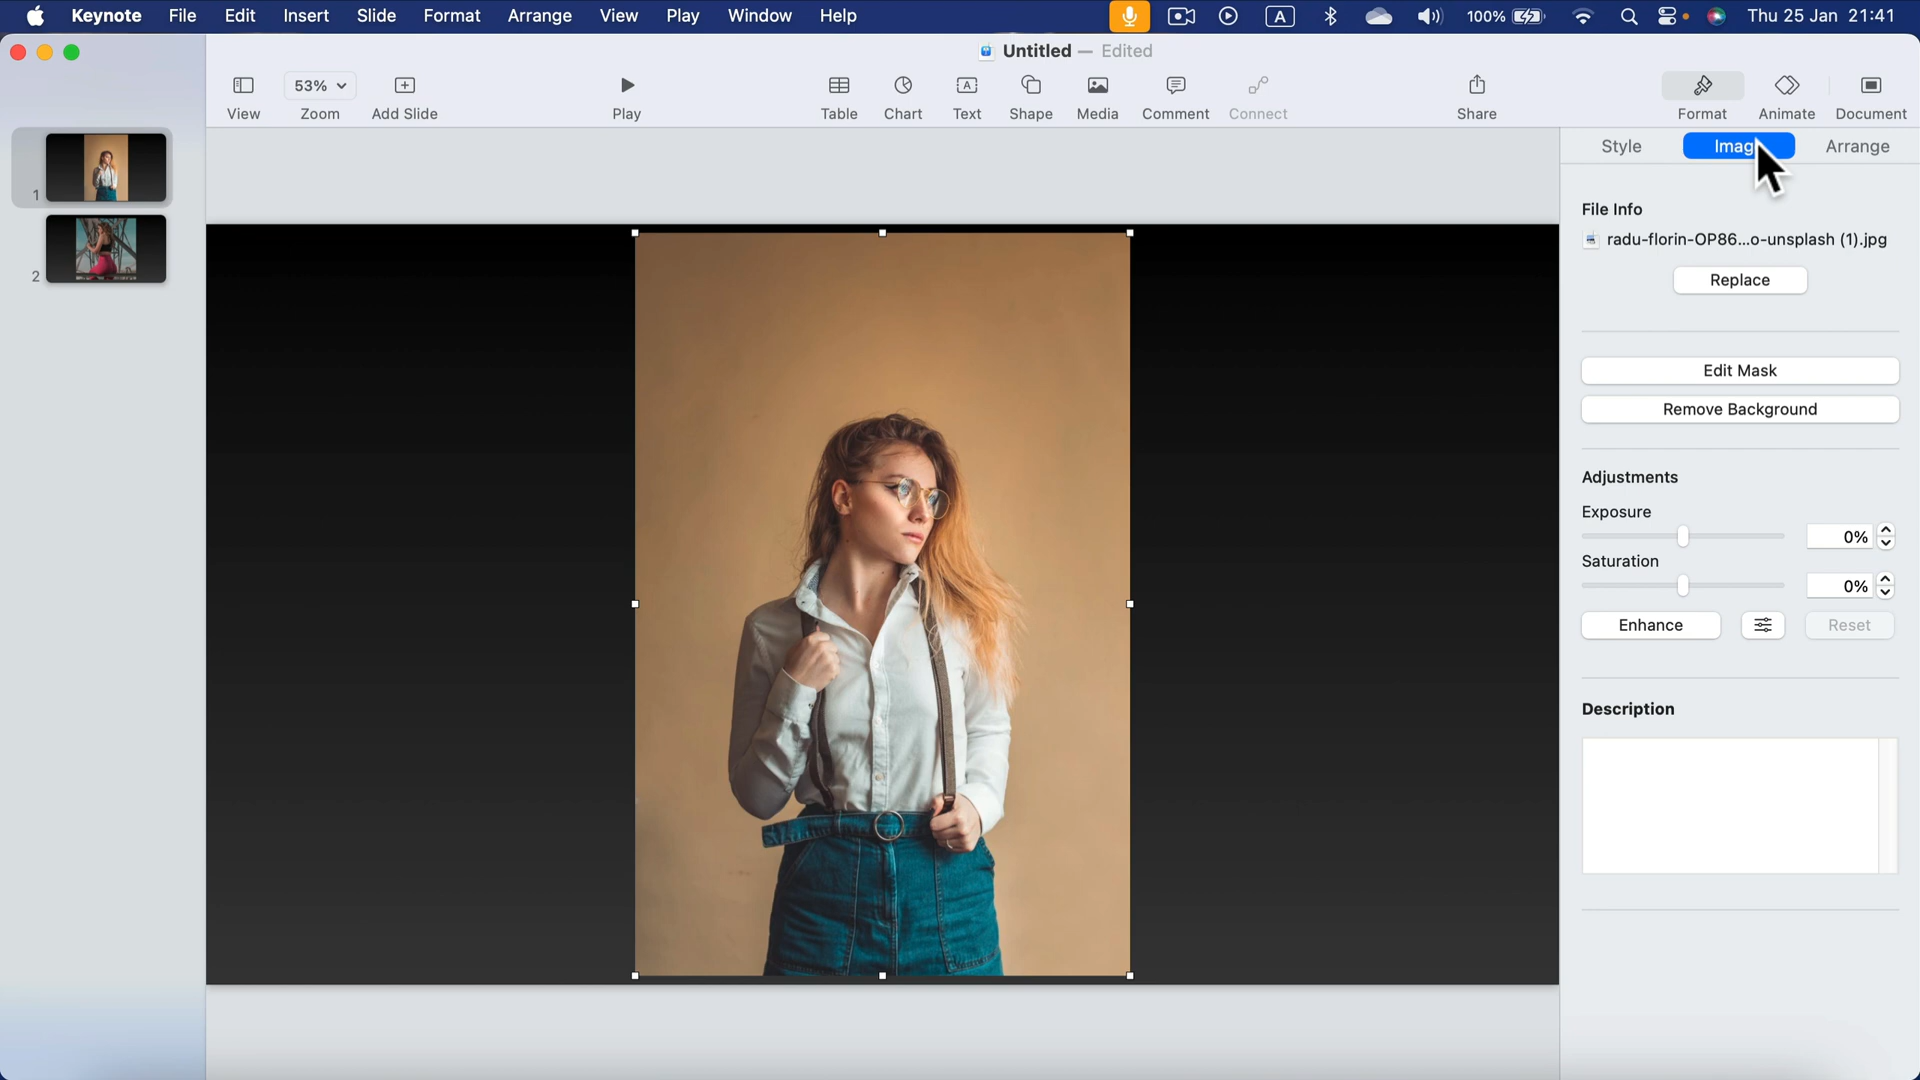 Keynote File Edit Insert Slide Format Arrange View Play Window Help A 100% Thu 25 Jan 21:41
Untitled — Edited
53% A
View Zoom Add Slide Play Table Chart Text Shape Media Comment Connect Share Format Animate Document
Style Imag Arrange
1
2
File Info
radu-florin-OP86...o-unsplash (1).jpg
Replace
Edit Mask
Remove Background
Adjustments
Exposure
0%
Saturation
0%
Enhance Reset
Description